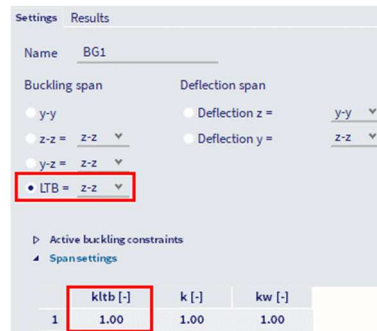 Settings Results
Name BG1
Buckling span Deflection span
y-y Deflection z = y-y
z-z = z-z Deflection y = z-z
y-z = z-z
LTB = z-z
Active buckling constraints
Span settings
kltb [-] k [-] kw [-]
1 1.00 1.00 1.00